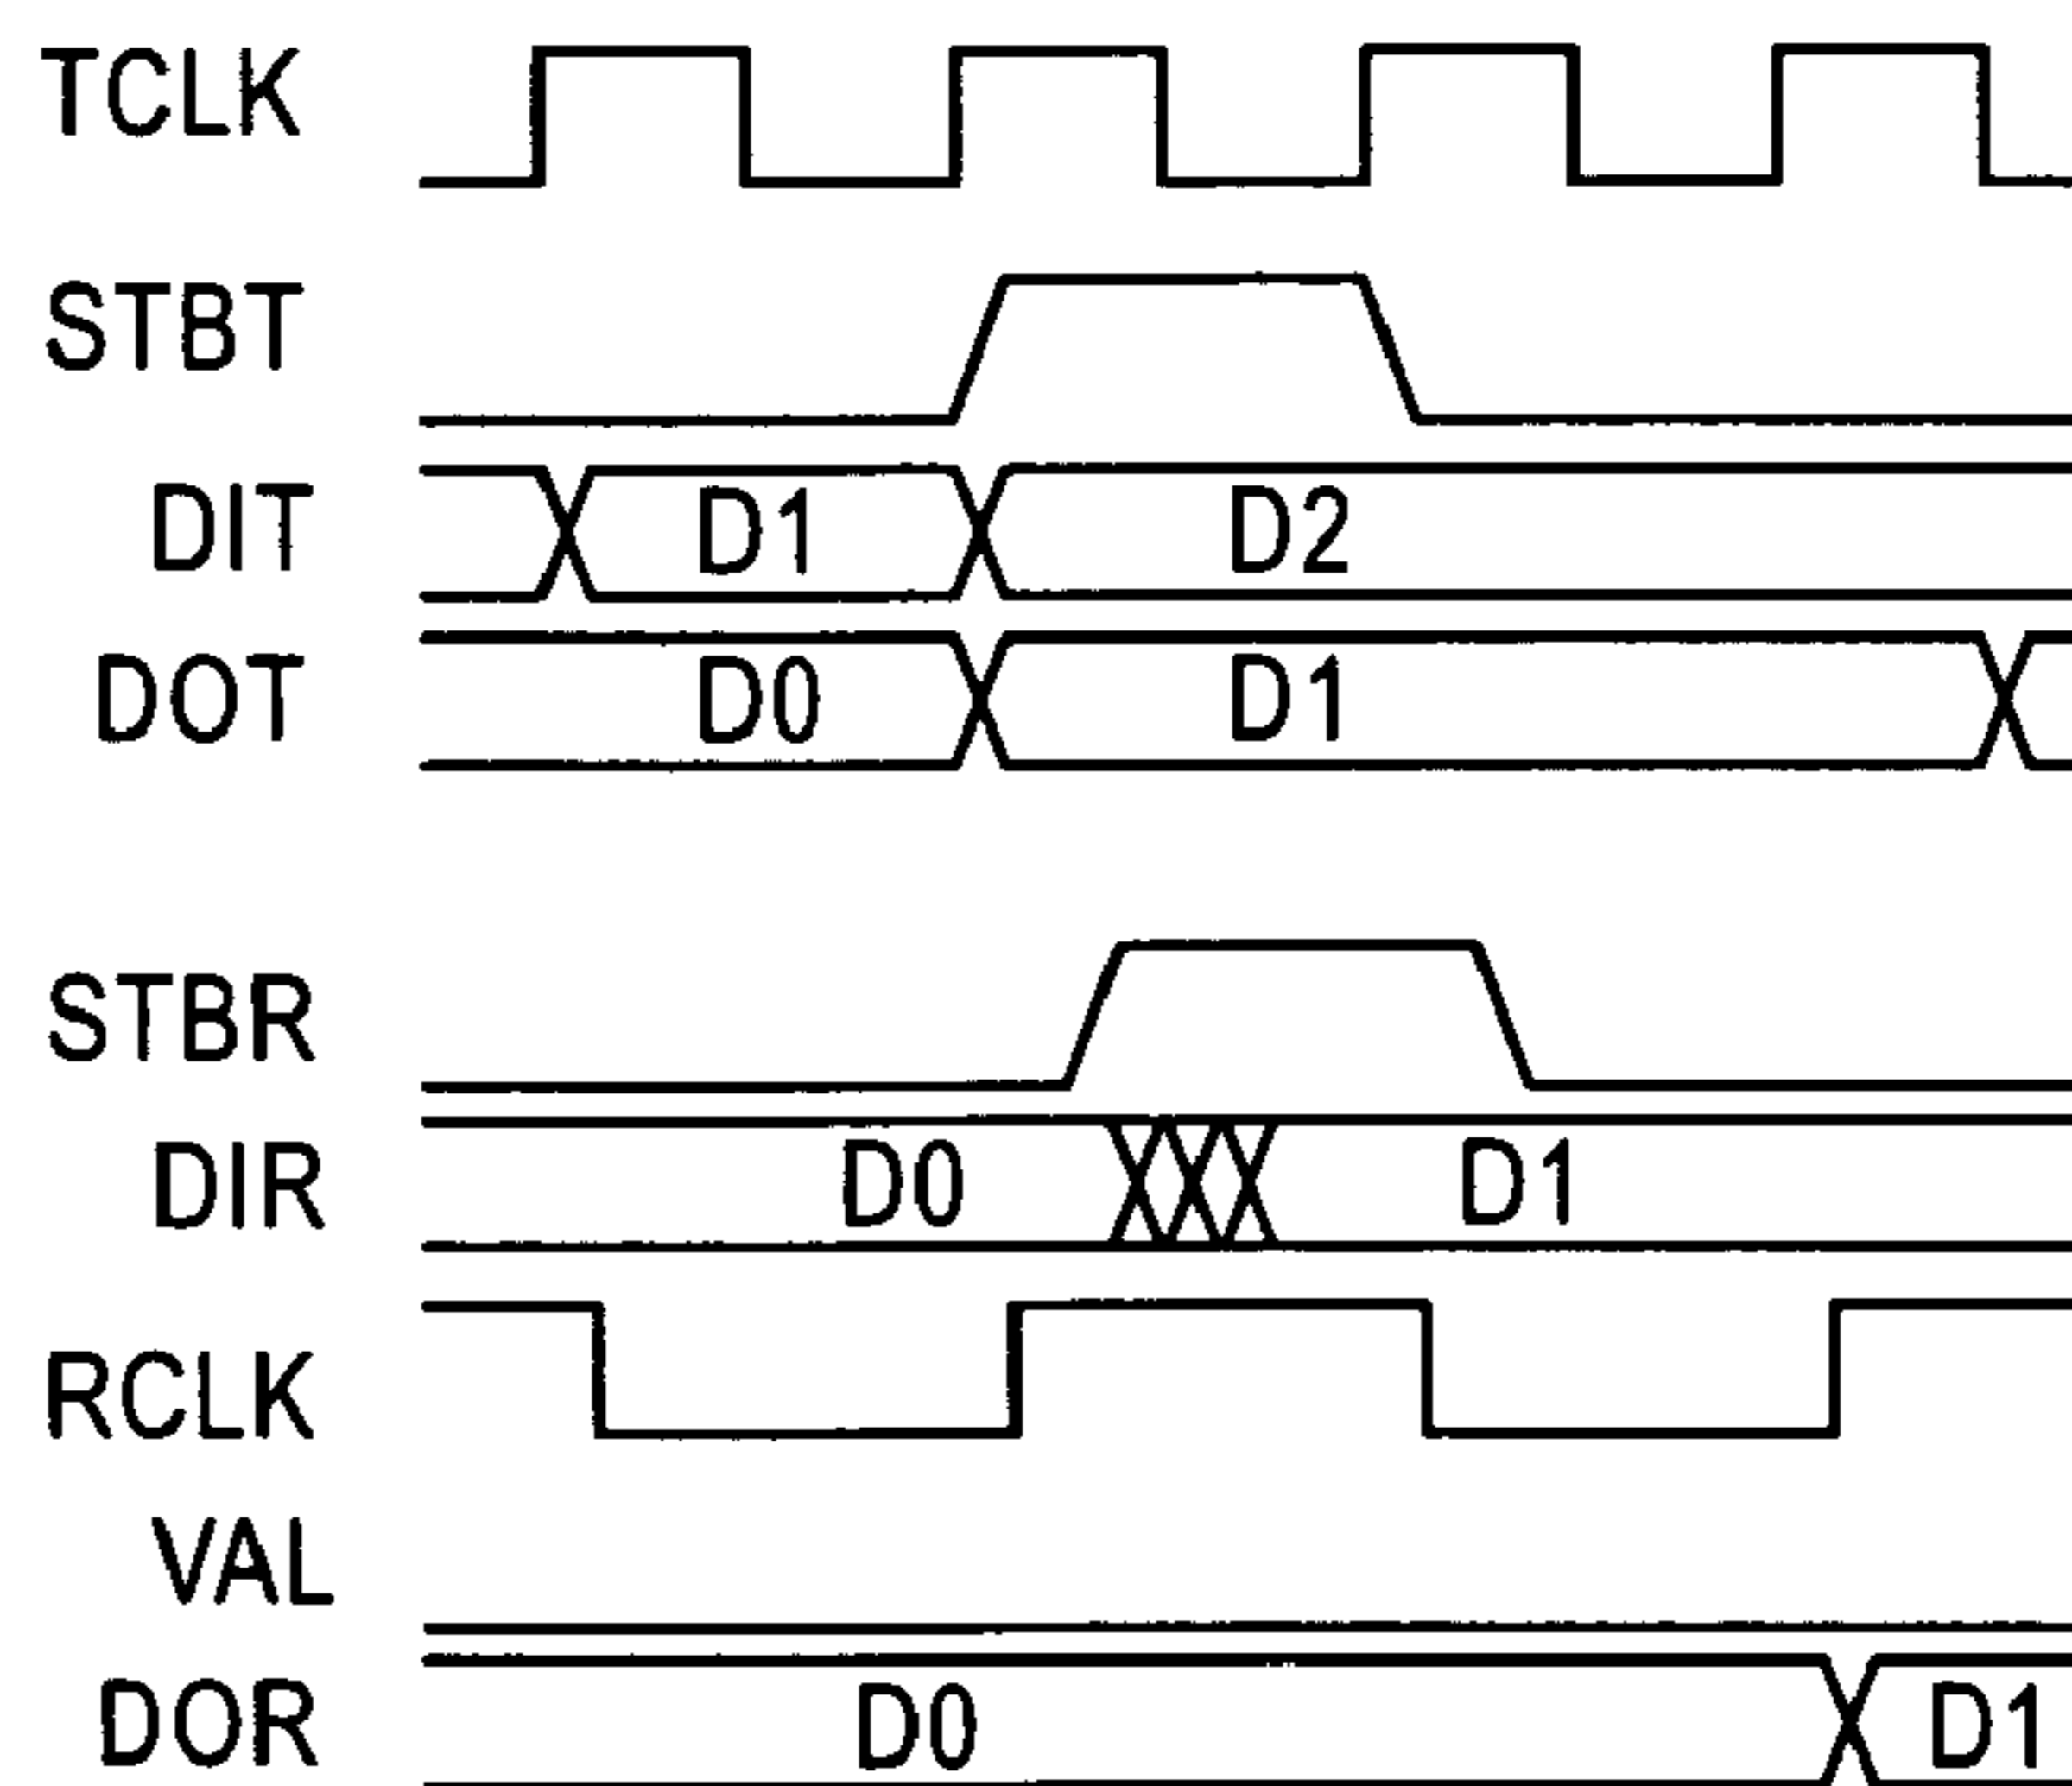 TCLK
STBT
DIT D1 D2
DOT D0 D1
STBR
DIR D0 D1
RCLK
VAL
DOR D0 D1